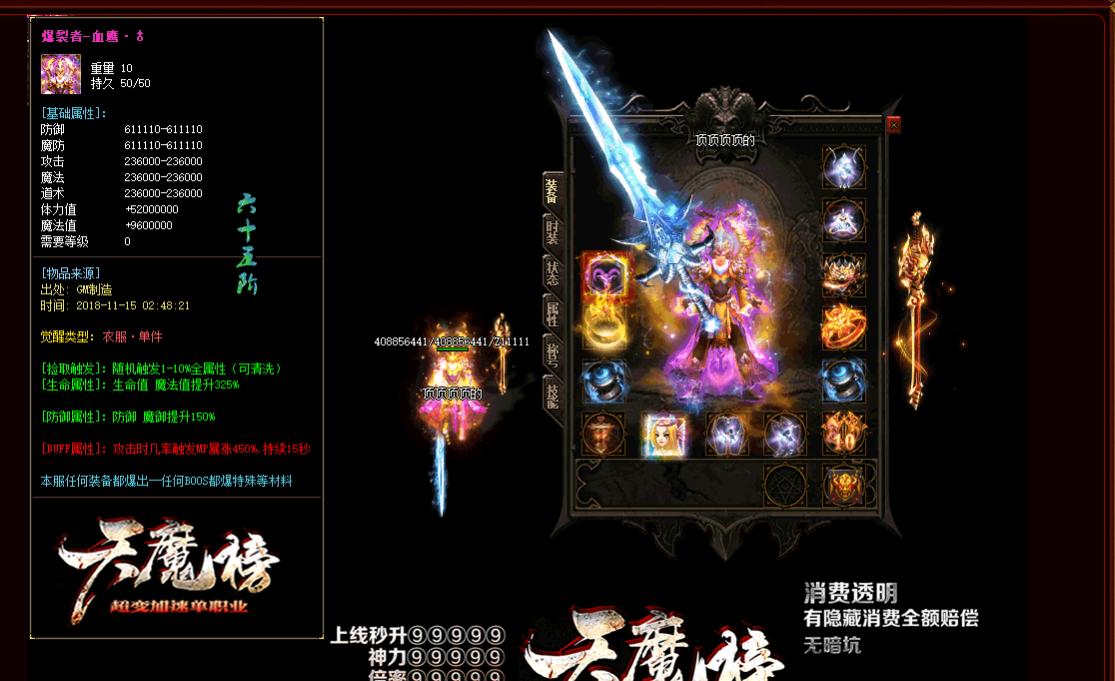 爆裂者-血鹰·♂
重量 10
持久 50/50
[基础属性]:
防御 611110-611110
魔防 611110-611110
攻击 236000-236000
魔法 236000-236000
道术 236000-236000
体力值 +52000000
魔法值 +9600000
需要等级 0
六十五阶
[物品来源]
出处: GM制造
时间: 2018-11-15 02:48:21
觉醒类型: 衣服·单件
[捡取触发]: 随机触发1-10%全属性（可清洗）
[生命属性]: 生命值 魔法值提升325%
[防御属性]: 防御 魔御提升150%
[BUFF属性]: 攻击时几率触发MP暴涨450%,持续15秒
本服任何装备都爆出—任何BOOS都爆特殊等材料
天魔榜
超变加速单职业
408856441/408856441/Z11111
顶顶顶顶的
顶顶顶顶的
装备
时装
状态
属性
称号
技能
上线秒升⑨⑨⑨⑨⑨
神力⑨⑨⑨⑨⑨
倍率⑨⑨⑨⑨⑨
天魔榜
消费透明
有隐藏消费全额赔偿
无暗坑